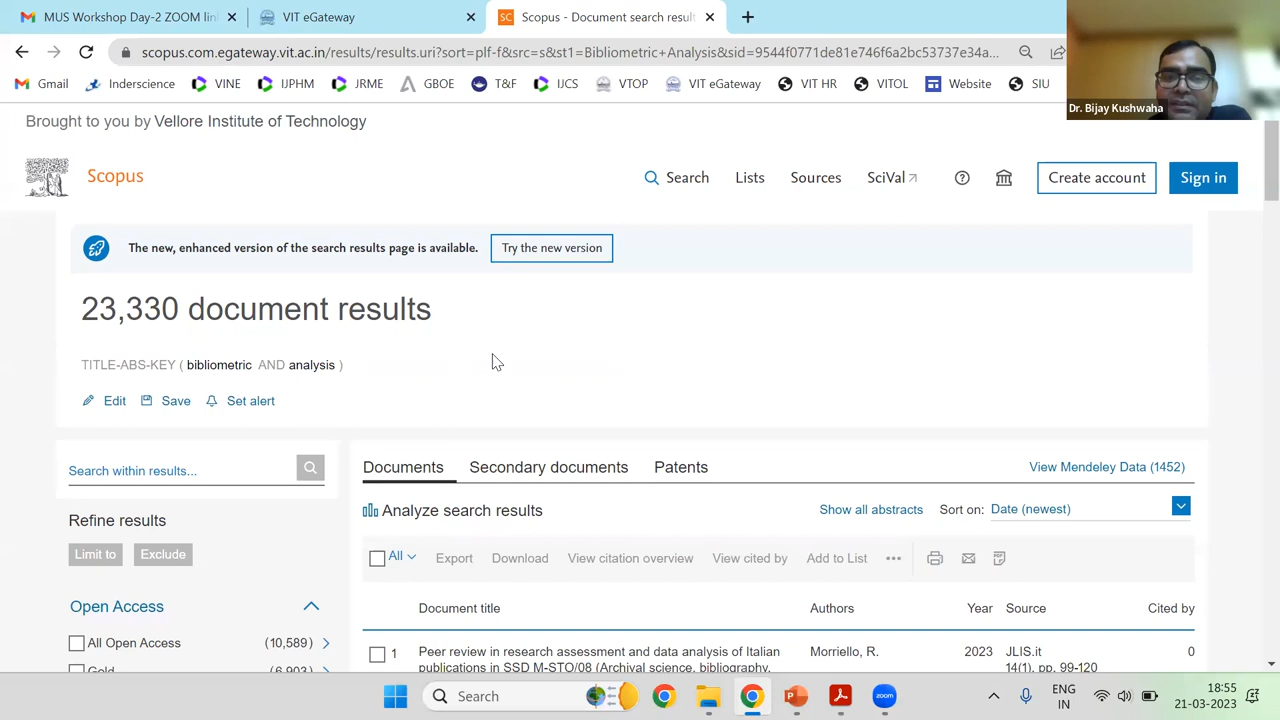 MUS Workshop Day-2 ZOOM lin
VIT eGateway
Scopus - Document search result
scopus.com.egateway.vit.ac.in/results/results.uri?sort=plf-f&src=s&st1=Bibliometric+Analysis&sid=9544f0771de81e746f6a2bc53737e34a...
Gmail Inderscience VINE IJPHM JRME GBOE T&F IJCS VTOP VIT eGateway VIT HR VITOL Website SIU
Dr. Bijay Kushwaha
Brought to you by Vellore Institute of Technology
Scopus
Search Lists Sources SciVal Create account Sign in
The new, enhanced version of the search results page is available. Try the new version
23,330 document results
TITLE-ABS-KEY ( bibliometric AND analysis )
Edit Save Set alert
Search within results...
Refine results
Limit to Exclude
Open Access
All Open Access (10,589)
Gold (6,903)
Documents Secondary documents Patents View Mendeley Data (1452)
Analyze search results Show all abstracts Sort on: Date (newest)
All Export Download View citation overview View cited by Add to List •••
Document title Authors Year Source Cited by
1 Peer review in research assessment and data analysis of Italian Morriello, R. 2023 JLIS.it 0
publications in SSD M-STO/08 (Archival science, bibliography, 14(1), pp. 99-120
Search zoom ENG 18:55
IN 21-03-2023